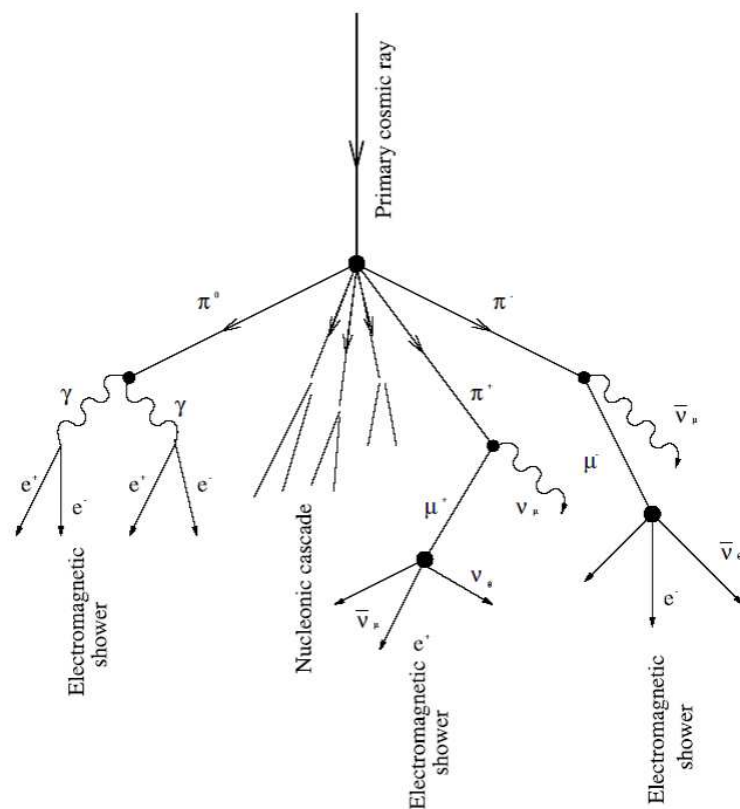 Primary cosmic ray
π⁰
π⁻
γ
γ
π⁺
ν̄μ
e⁺
e⁻
e⁺
e⁻
μ⁺
νμ
μ⁻
ν̄μ
νe
e⁺
e⁻
ν̄e
Electromagnetic
shower
Nucleonic cascade
Electromagnetic
shower
Electromagnetic
shower